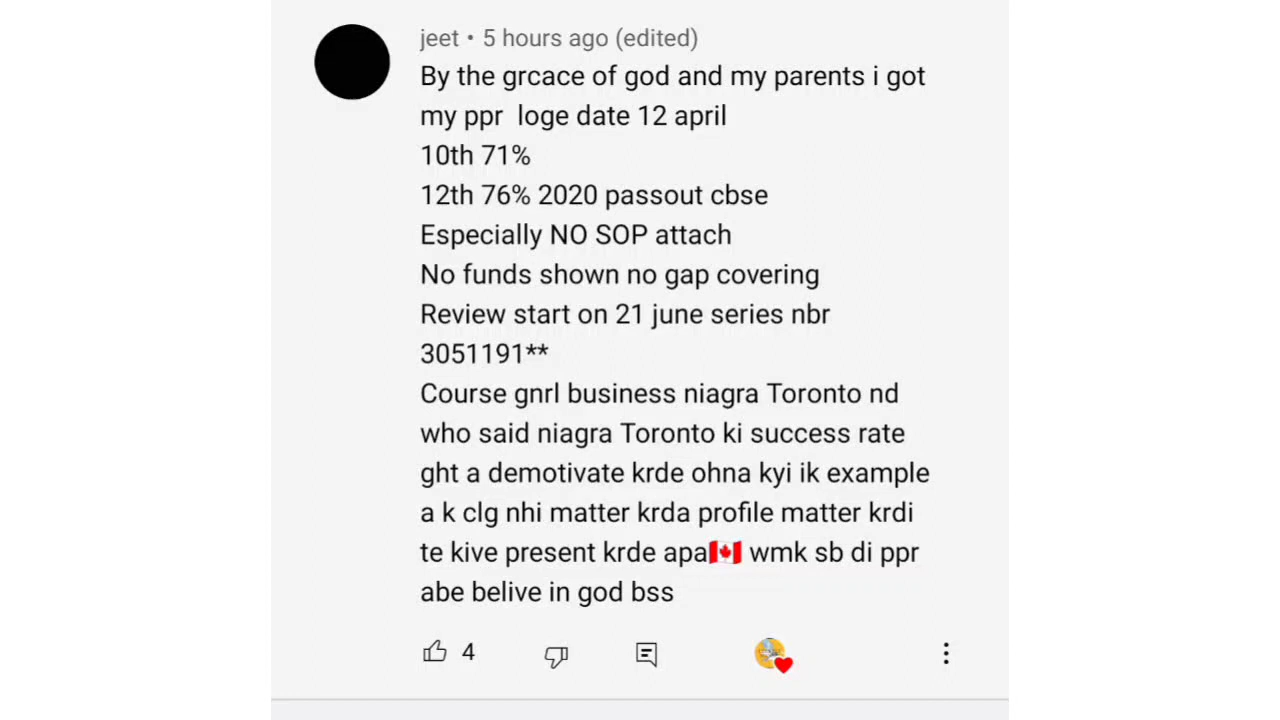 jeet • 5 hours ago (edited)
By the grcace of god and my parents i got
my ppr  loge date 12 april
10th 71%
12th 76% 2020 passout cbse
Especially NO SOP attach
No funds shown no gap covering
Review start on 21 june series nbr
3051191**
Course gnrl business niagra Toronto nd
who said niagra Toronto ki success rate
ght a demotivate krde ohna kyi ik example
a k clg nhi matter krda profile matter krdi
te kive present krde apa🇨🇦 wmk sb di ppr
abe belive in god bss
4